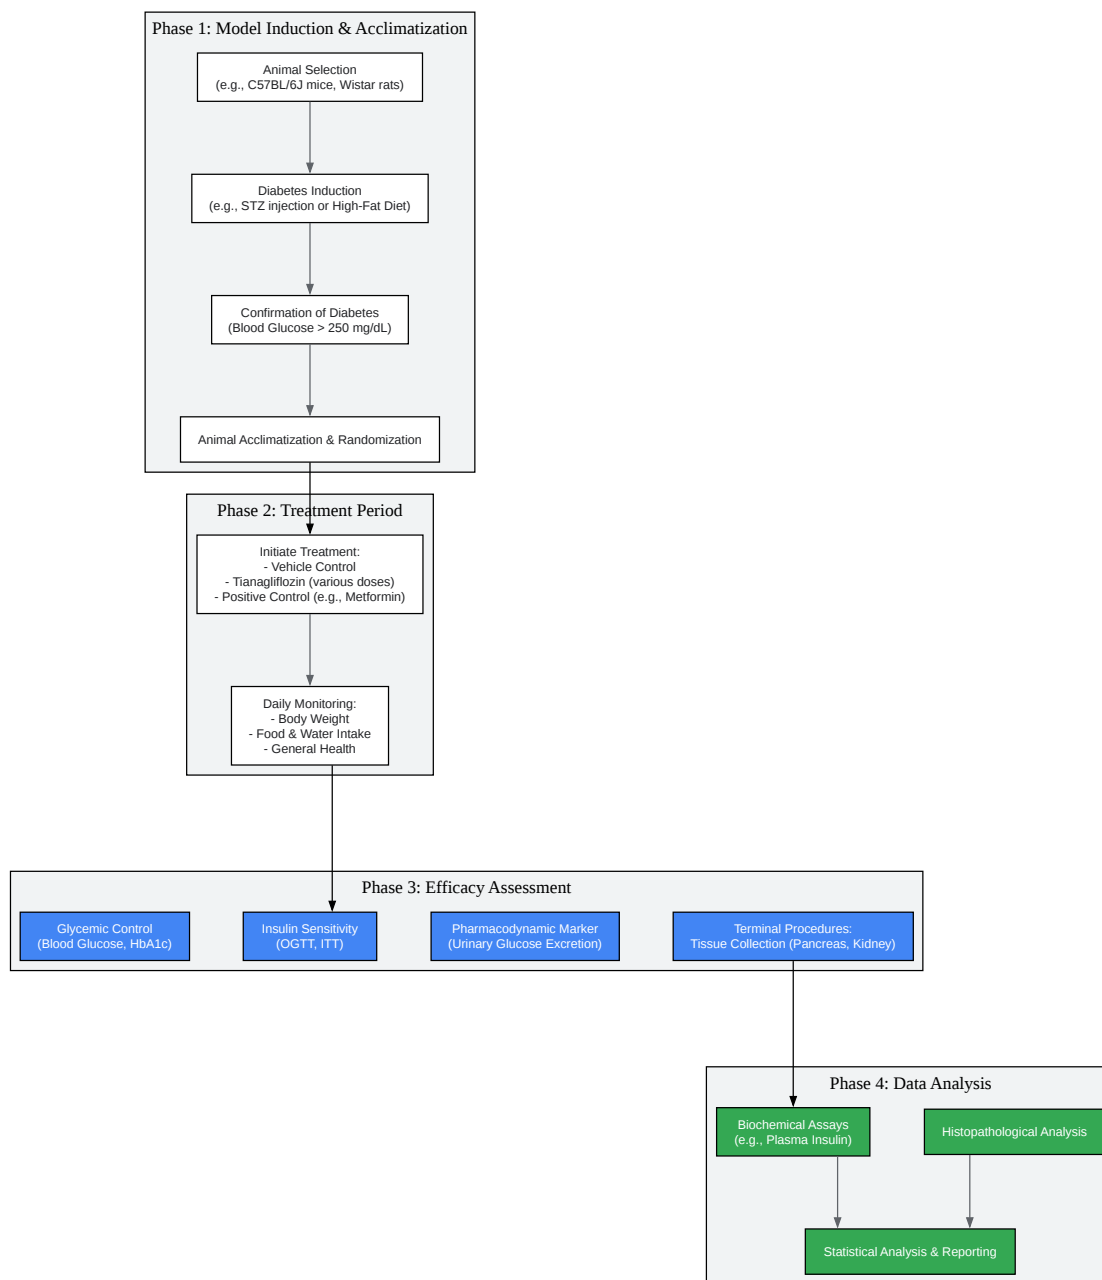 Phase 1: Model Induction & Acclimatization
Animal Selection
(e.g., C57BL/6J mice, Wistar rats)
Diabetes Induction
(e.g., STZ injection or High-Fat Diet)
Confirmation of Diabetes
(Blood Glucose > 250 mg/dL)
Animal Acclimatization & Randomization
Phase 2: Treatment Period
Initiate Treatment:
- Vehicle Control
- Tianagliflozin (various doses)
- Positive Control (e.g., Metformin)
Daily Monitoring:
- Body Weight
- Food & Water Intake
- General Health
Phase 3: Efficacy Assessment
Glycemic Control
(Blood Glucose, HbA1c)
Insulin Sensitivity
(OGTT, ITT)
Pharmacodynamic Marker
(Urinary Glucose Excretion)
Terminal Procedures:
Tissue Collection (Pancreas, Kidney)
Phase 4: Data Analysis
Biochemical Assays
(e.g., Plasma Insulin)
Histopathological Analysis
Statistical Analysis & Reporting